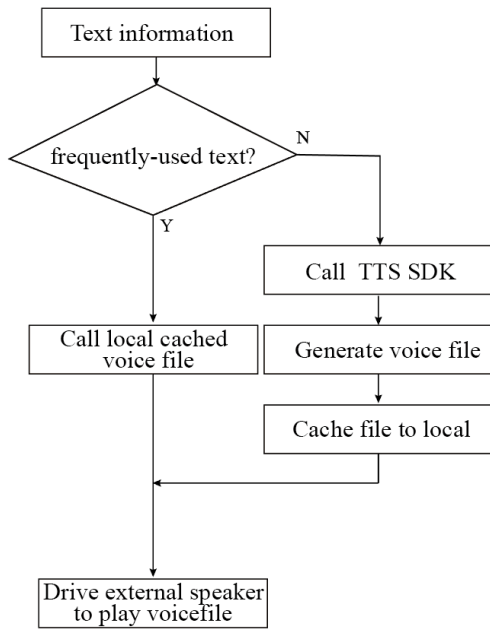 Text information
frequently-used text?
N
Y
Call TTS SDK
Call local cached
voice file
Generate voice file
Cache file to local
Drive external speaker
to play voicefile